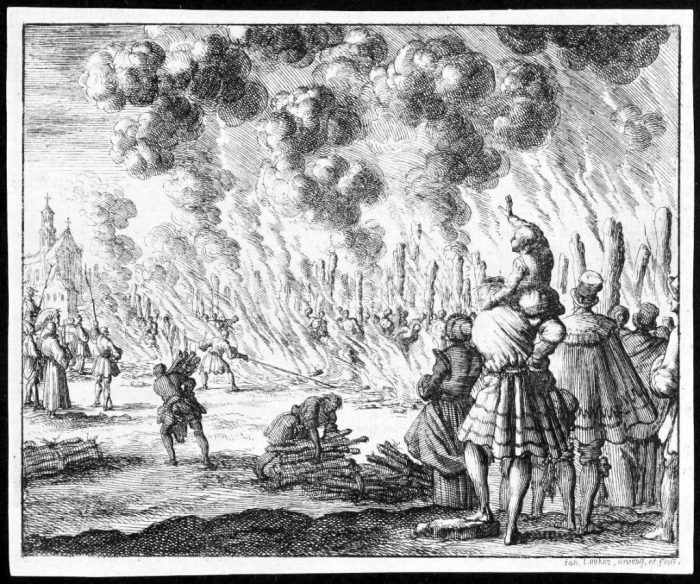 Jan. Luyken, invenit, et fecit.